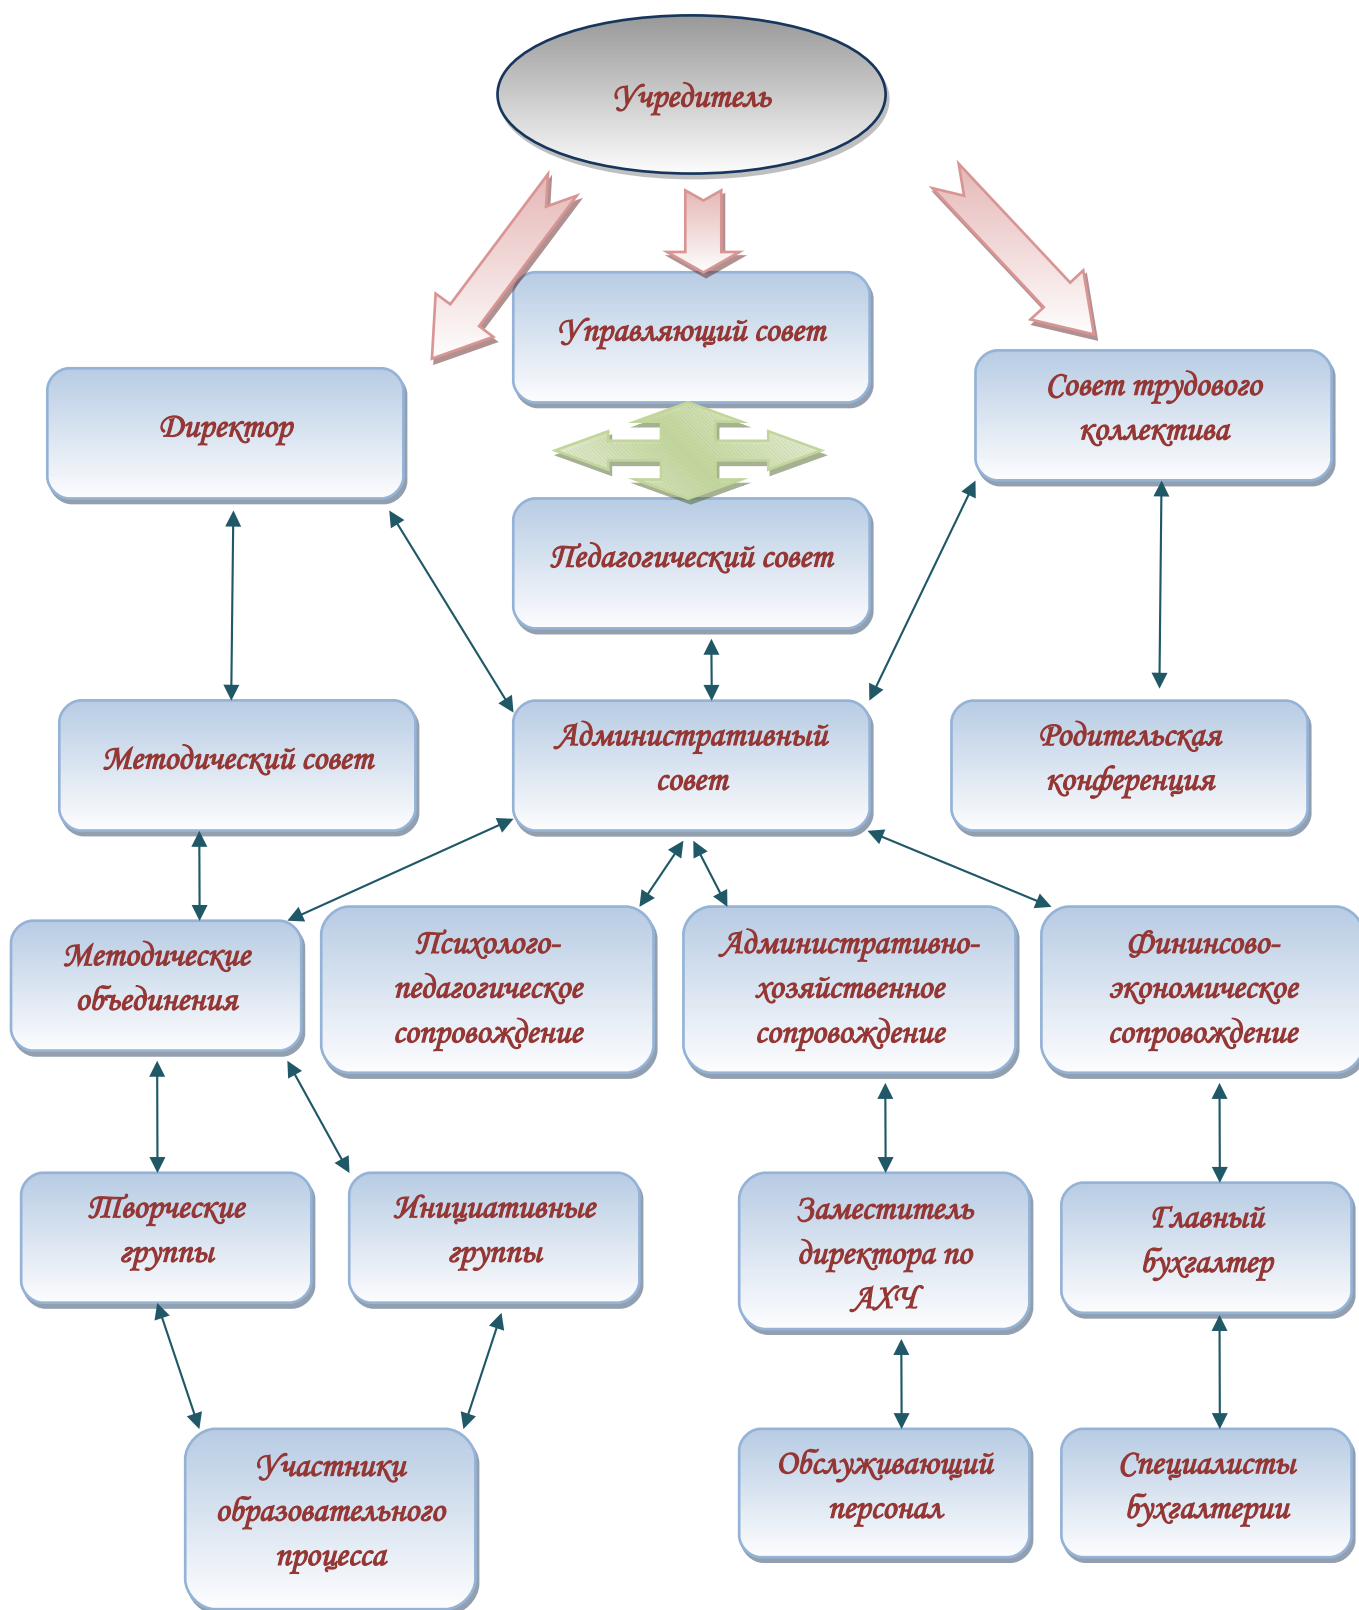 Учредитель
Управляющий совет
Директор
Совет трудового
коллектива
Педагогический совет
Методический совет
Административный
совет
Родительская
конференция
Методические
объединения
Психолого-
педагогическое
сопровождение
Административно-
хозяйственное
сопровождение
Фининсово-
экономическое
сопровождение
Творческие
группы
Инициативные
группы
Заместитель
директора по
АХЧ
Главный
бухгалтер
Участники
образовательного
процесса
Обслуживающий
персонал
Специалисты
бухгалтерии